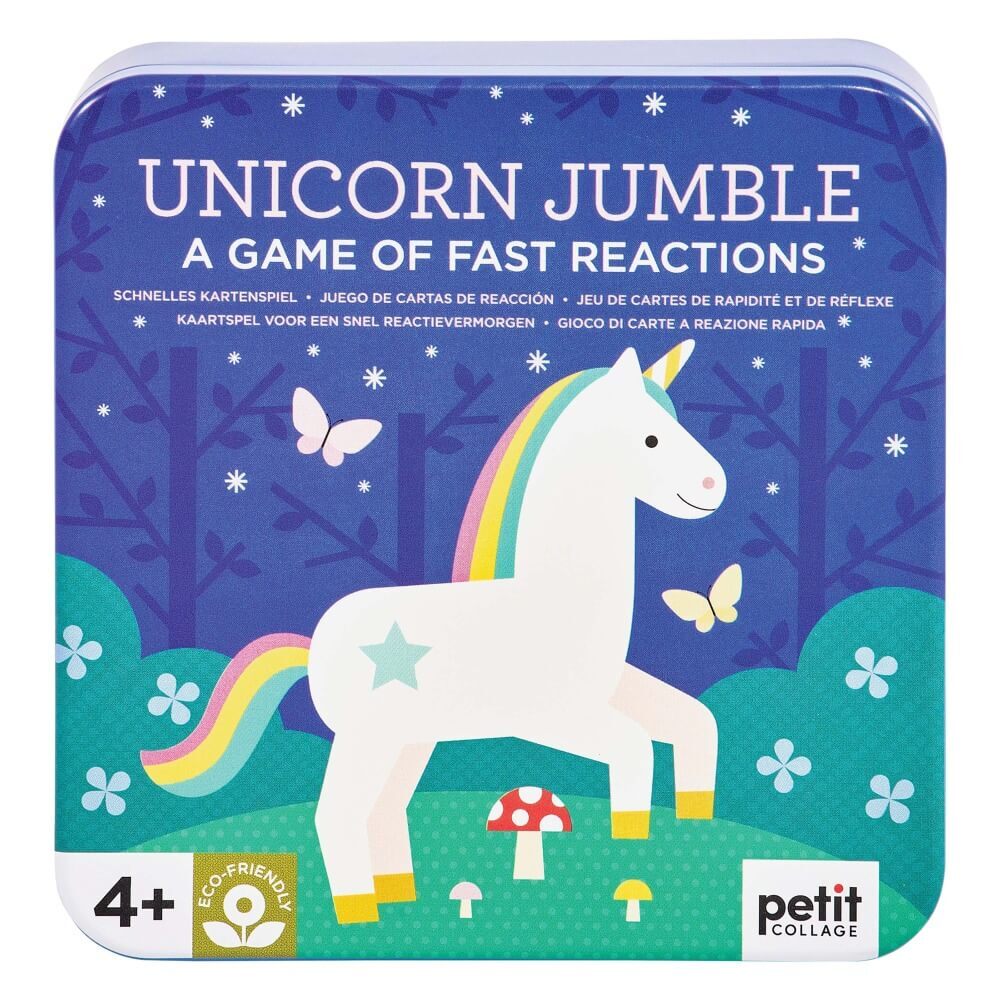 UNICORN JUMBLE
A GAME OF FAST REACTIONS
SCHNELLES KARTENSPIEL • JUEGO DE CARTAS DE REACCIÓN • JEU DE CARTES DE RAPIDITÉ ET DE RÉFLEXE
KAARTSPEL VOOR EEN SNEL REACTIEVERMORGEN • GIOCO DI CARTE A REAZIONE RAPIDA
4+
ECO-FRIENDLY
petit
COLLAGE